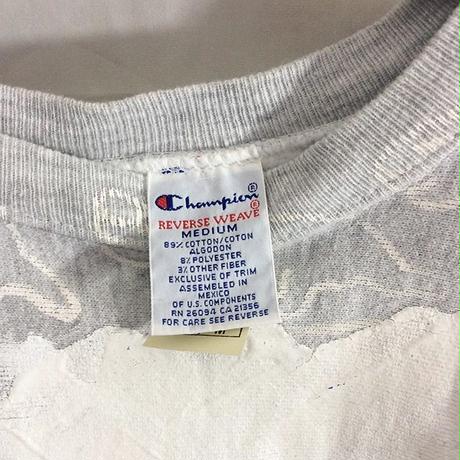 Champion®
REVERSE WEAVE®
MEDIUM
89% COTTON/COTON
ALGODON
8% POLYESTER
3% OTHER FIBER
EXCLUSIVE OF TRIM
ASSEMBLED IN
MEXICO
OF U.S. COMPONENTS
RN 26094 CA 21356
FOR CARE SEE REVERSE